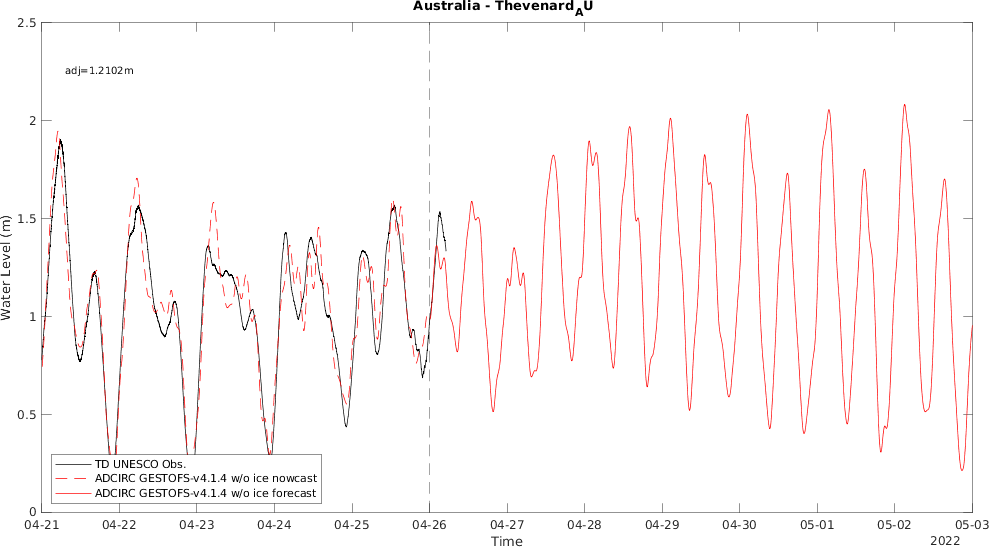 Australia - Thevenard_AU
2.5
adj=1.2102m
2
1.5
Water Level (m)
1
0.5
TD UNESCO Obs.
ADCIRC GESTOFS-v4.1.4 w/o ice nowcast
ADCIRC GESTOFS-v4.1.4 w/o ice forecast
0
04-21 04-22 04-23 04-24 04-25 04-26 04-27 04-28 04-29 04-30 05-01 05-02 05-03
Time
2022